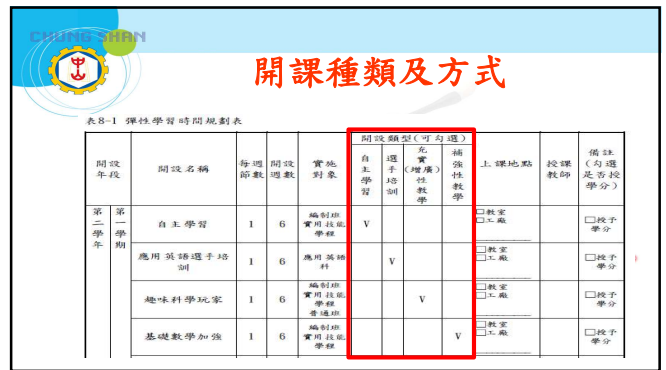 CHUNG SHAN
開課種類及方式
表8-1 彈性學習時間規劃表
開設年段 開設名稱 每週節數 開設週數 實施對象 開設類型(可勾選) 上課地點 授課教師 備註(勾選是否授學分)
自主學習 選手培訓 充實(增廣)性教學 補強性教學
第二學年 第一學期 自主學習 1 6 編制班 實用技能學程 V □教室 □工廠 □授予學分
應用英語選手培訓 1 6 應用英語科 V □教室 □工廠 □授予學分
趣味科學玩家 1 6 編制班 實用技能學程 普通班 V □教室 □工廠 □授予學分
基礎數學加強 1 6 編制班 實用技能學程 V □教室 □工廠 □授予學分